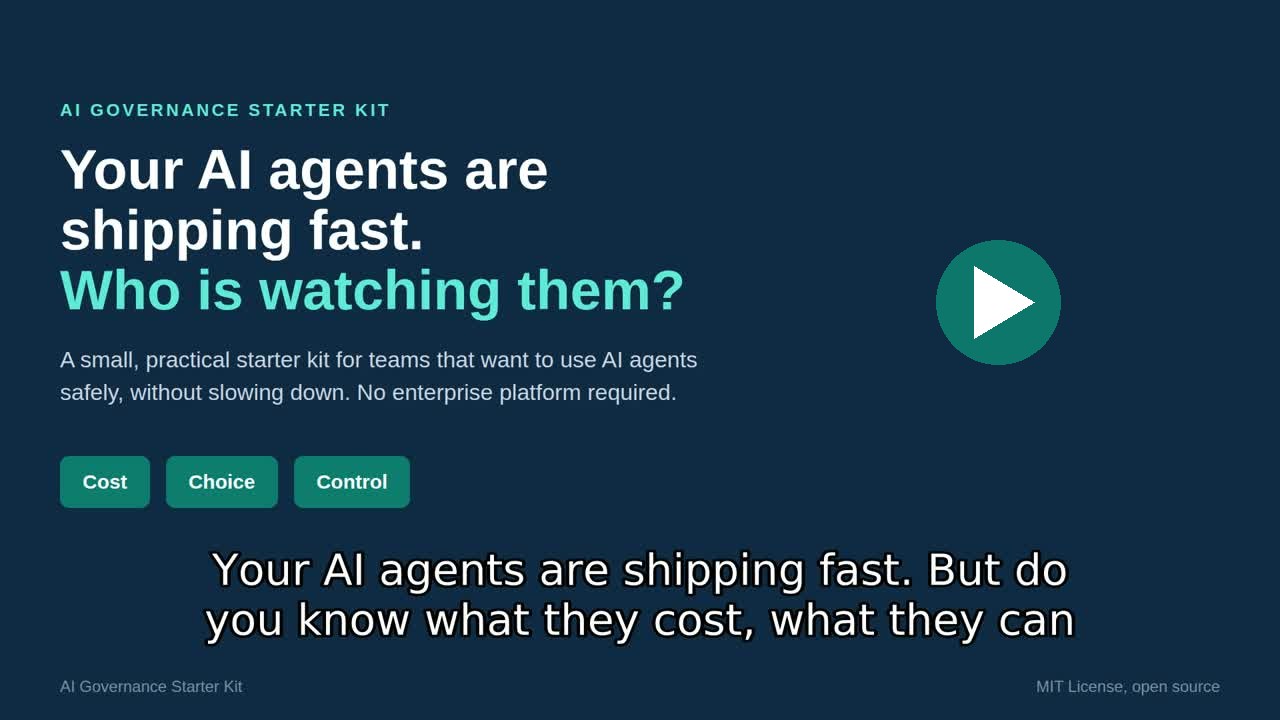 AI GOVERNANCE STARTER KIT
Your AI agents are
shipping fast.
Who is watching them?
A small, practical starter kit for teams that want to use AI agents
safely, without slowing down. No enterprise platform required.
Cost
Choice
Control
Your AI agents are shipping fast. But do
you know what they cost, what they can
AI Governance Starter Kit
MIT License, open source